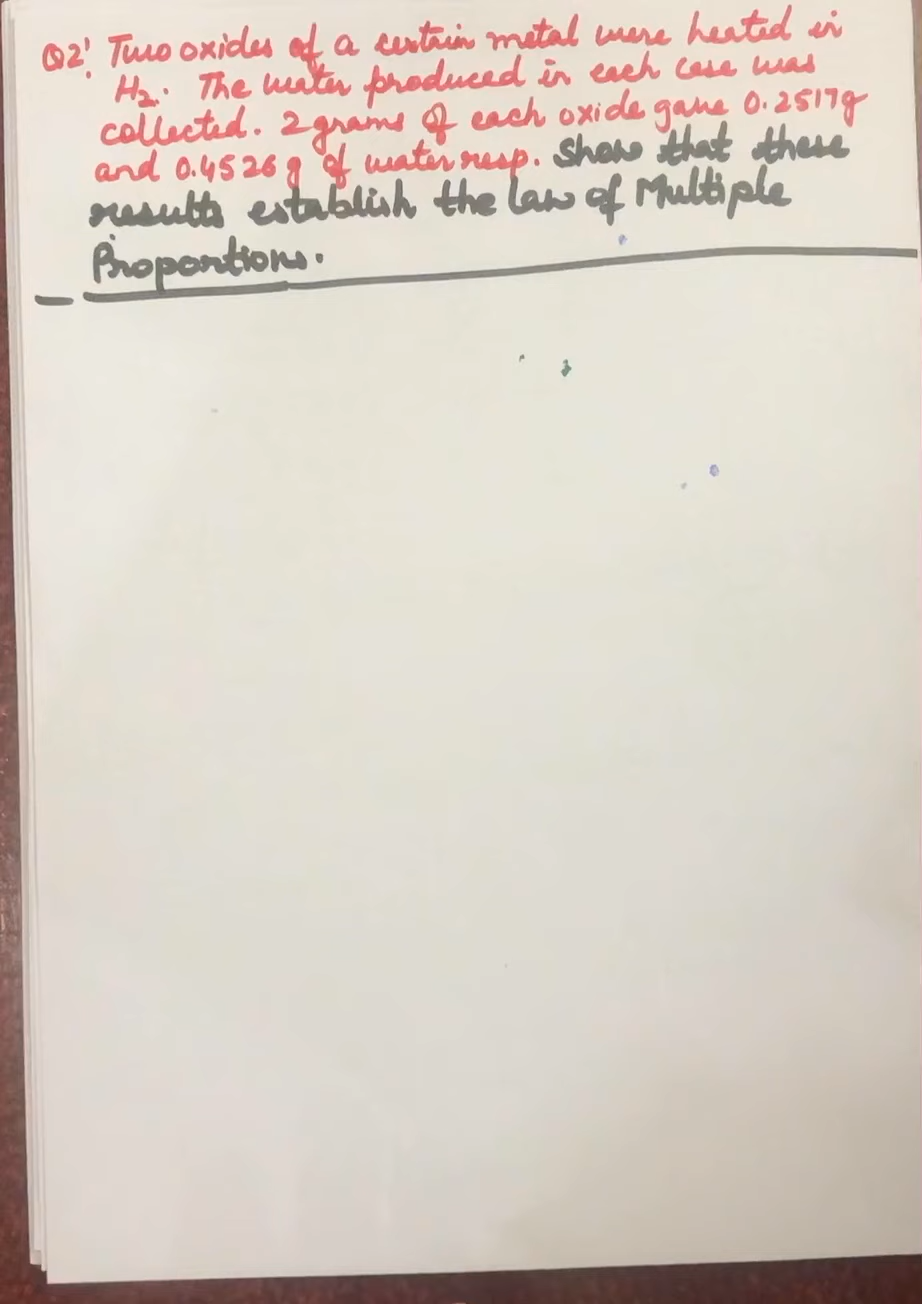 Q2! Two oxides of a certain metal were heated in
H2. The water produced in each case was
collected. 2 grams of each oxide gave 0.2517g
and 0.4526 g of water resp. Show that these
results establish the law of Multiple
Proportions.